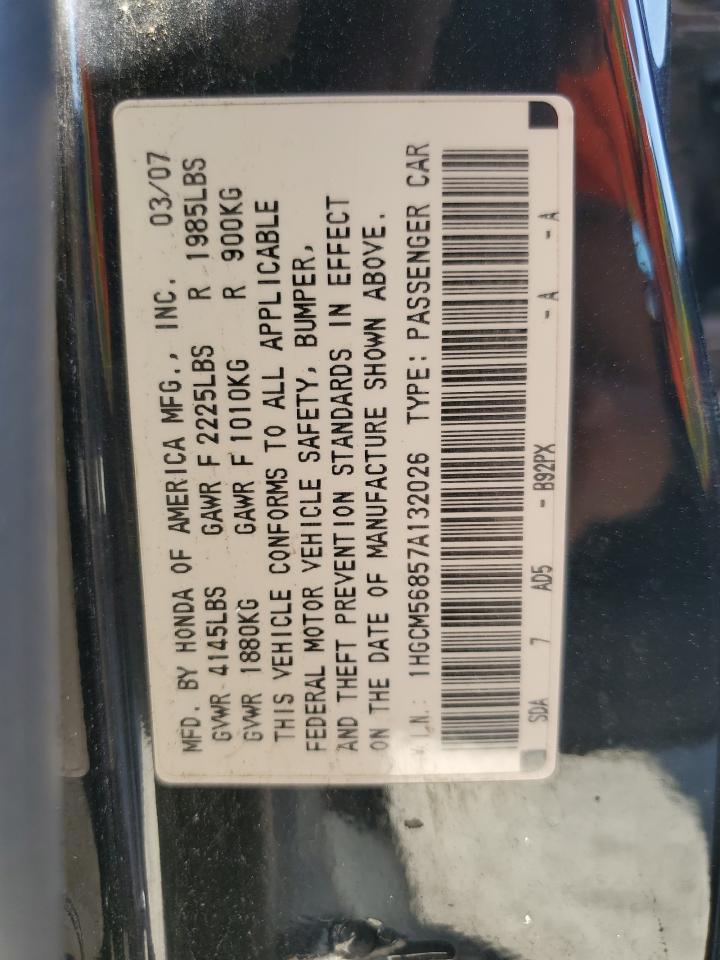 MFD. BY HONDA OF AMERICA MFG., INC. 03/07
GVWR 4145LBS GAWR F 2225LBS R 1985LBS
GVWR 1880KG GAWR F 1010KG R 900KG
THIS VEHICLE CONFORMS TO ALL APPLICABLE
FEDERAL MOTOR VEHICLE SAFETY, BUMPER,
AND THEFT PREVENTION STANDARDS IN EFFECT
ON THE DATE OF MANUFACTURE SHOWN ABOVE.
V.I.N.: 1HGCM56857A132026 TYPE: PASSENGER CAR
SDA 7 AD5 - B92PX - A - A